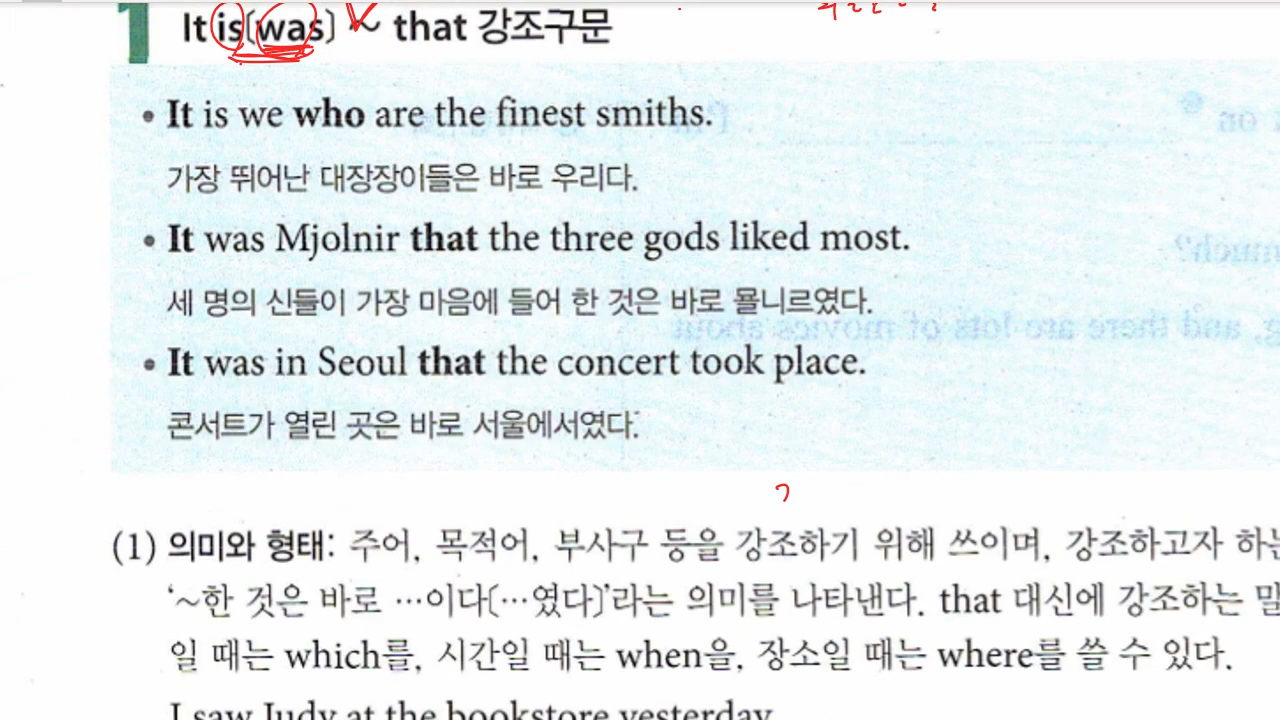 1 It is(was) ~ that 강조구문
• It is we who are the finest smiths.
가장 뛰어난 대장장이들은 바로 우리다.
• It was Mjolnir that the three gods liked most.
세 명의 신들이 가장 마음에 들어 한 것은 바로 묠니르였다.
• It was in Seoul that the concert took place.
콘서트가 열린 곳은 바로 서울에서였다.
(1) 의미와 형태: 주어, 목적어, 부사구 등을 강조하기 위해 쓰이며, 강조하고자 하는
‘~한 것은 바로 …이다(…였다)’라는 의미를 나타낸다. that 대신에 강조하는 말
일 때는 which를, 시간일 때는 when을, 장소일 때는 where를 쓸 수 있다.
I saw Judy at the bookstore yesterday.